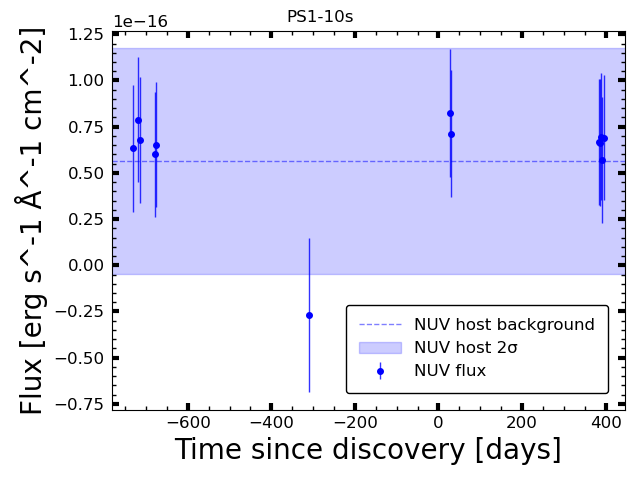 PS1-10s
1e−16
1.25
1.00
0.75
0.50
0.25
0.00
−0.25
−0.50
−0.75
Flux [erg s^-1 Å^-1 cm^-2]
NUV host background
NUV host 2σ
NUV flux
−600 −400 −200 0 200 400
Time since discovery [days]